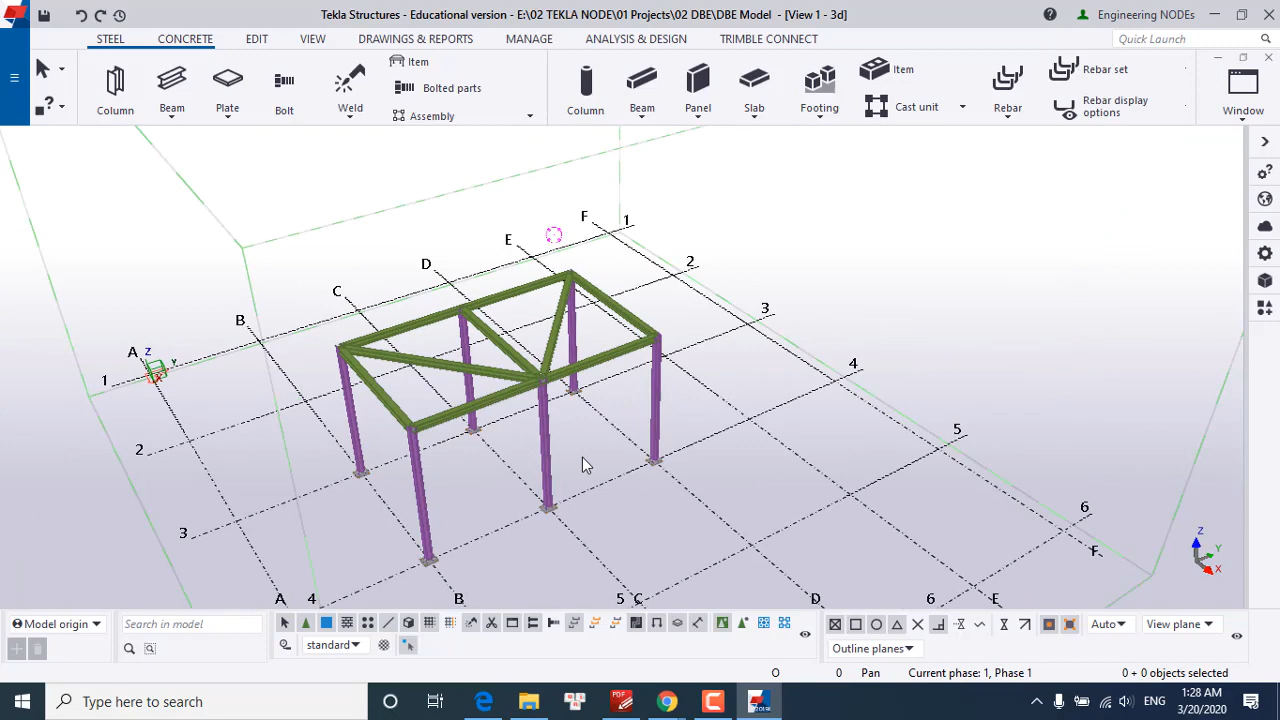 Tekla Structures - Educational version - E:\02 TEKLA NODE\01 Projects\02 DBE\DBE Model - [View 1 - 3d]
Engineering NODEs
STEEL CONCRETE EDIT VIEW DRAWINGS & REPORTS MANAGE ANALYSIS & DESIGN TRIMBLE CONNECT
Quick Launch
Column Beam Plate Bolt Weld
Item
Bolted parts
Assembly
Column Beam Panel Slab Footing
Item
Cast unit
Rebar
Rebar set
Rebar display options
Window
F 1
E
2
D
C
3
B
A Z Y
X
1
4
2
5
3
6
F
A 4 B 5 C D 6 E
Z
Y
X
Model origin
Search in model
standard
Auto
View plane
Outline planes
O 0 Pan Current phase: 1, Phase 1 0 + 0 objects selected
Type here to search
PDF
2019
ENG
1:28 AM
3/20/2020